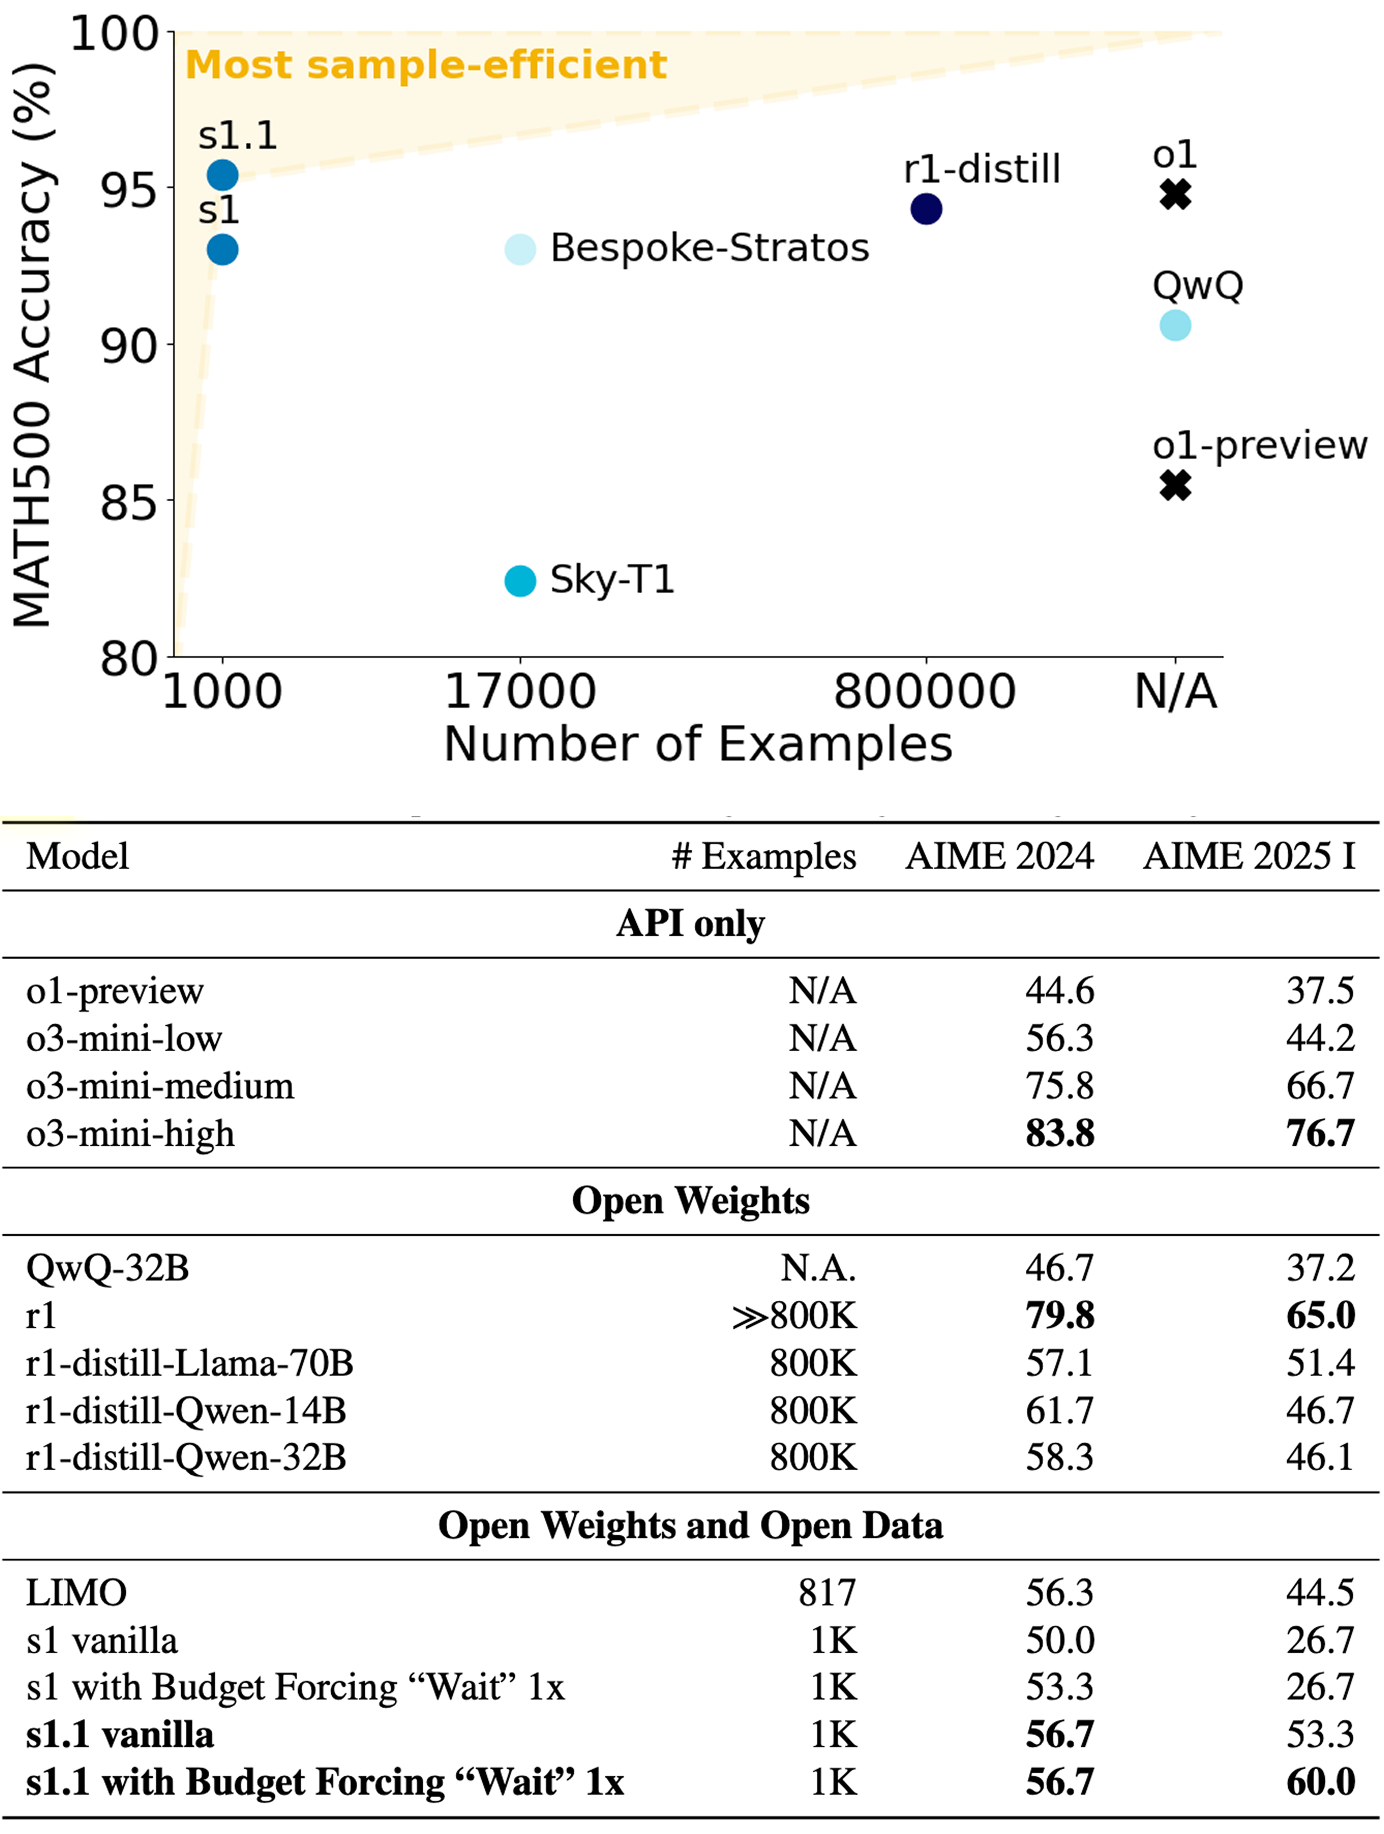 100
Most sample-efficient
s1.1
o1
r1-distill
95
s1
Bespoke-Stratos
QwQ
90
o1-preview
85
Sky-T1
80
MATH500 Accuracy (%)
1000 17000 800000 N/A
Number of Examples
Model # Examples AIME 2024 AIME 2025 I
API only
o1-preview N/A 44.6 37.5
o3-mini-low N/A 56.3 44.2
o3-mini-medium N/A 75.8 66.7
o3-mini-high N/A 83.8 76.7
Open Weights
QwQ-32B N.A. 46.7 37.2
r1 ≫800K 79.8 65.0
r1-distill-Llama-70B 800K 57.1 51.4
r1-distill-Qwen-14B 800K 61.7 46.7
r1-distill-Qwen-32B 800K 58.3 46.1
Open Weights and Open Data
LIMO 817 56.3 44.5
s1 vanilla 1K 50.0 26.7
s1 with Budget Forcing “Wait” 1x 1K 53.3 26.7
s1.1 vanilla 1K 56.7 53.3
s1.1 with Budget Forcing “Wait” 1x 1K 56.7 60.0